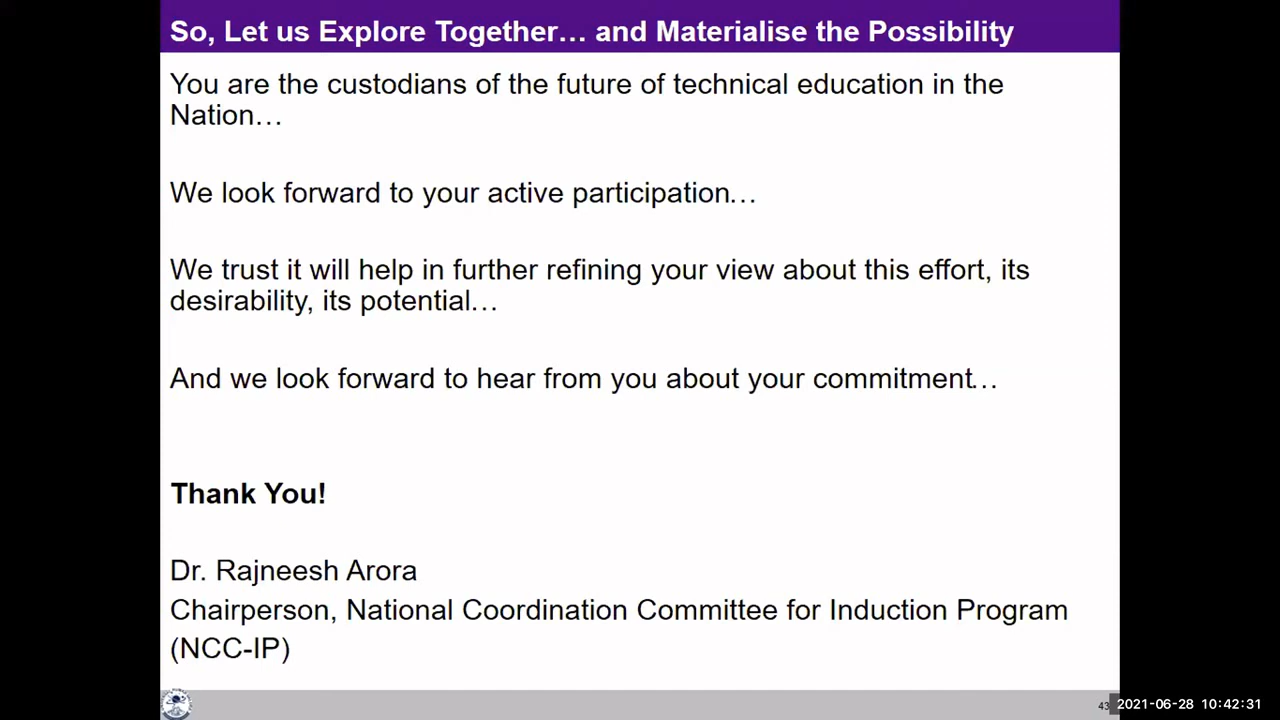 So, Let us Explore Together… and Materialise the Possibility
You are the custodians of the future of technical education in the
Nation…
We look forward to your active participation…
We trust it will help in further refining your view about this effort, its
desirability, its potential…
And we look forward to hear from you about your commitment…
Thank You!
Dr. Rajneesh Arora
Chairperson, National Coordination Committee for Induction Program
(NCC-IP)
43
2021-06-28 10:42:31